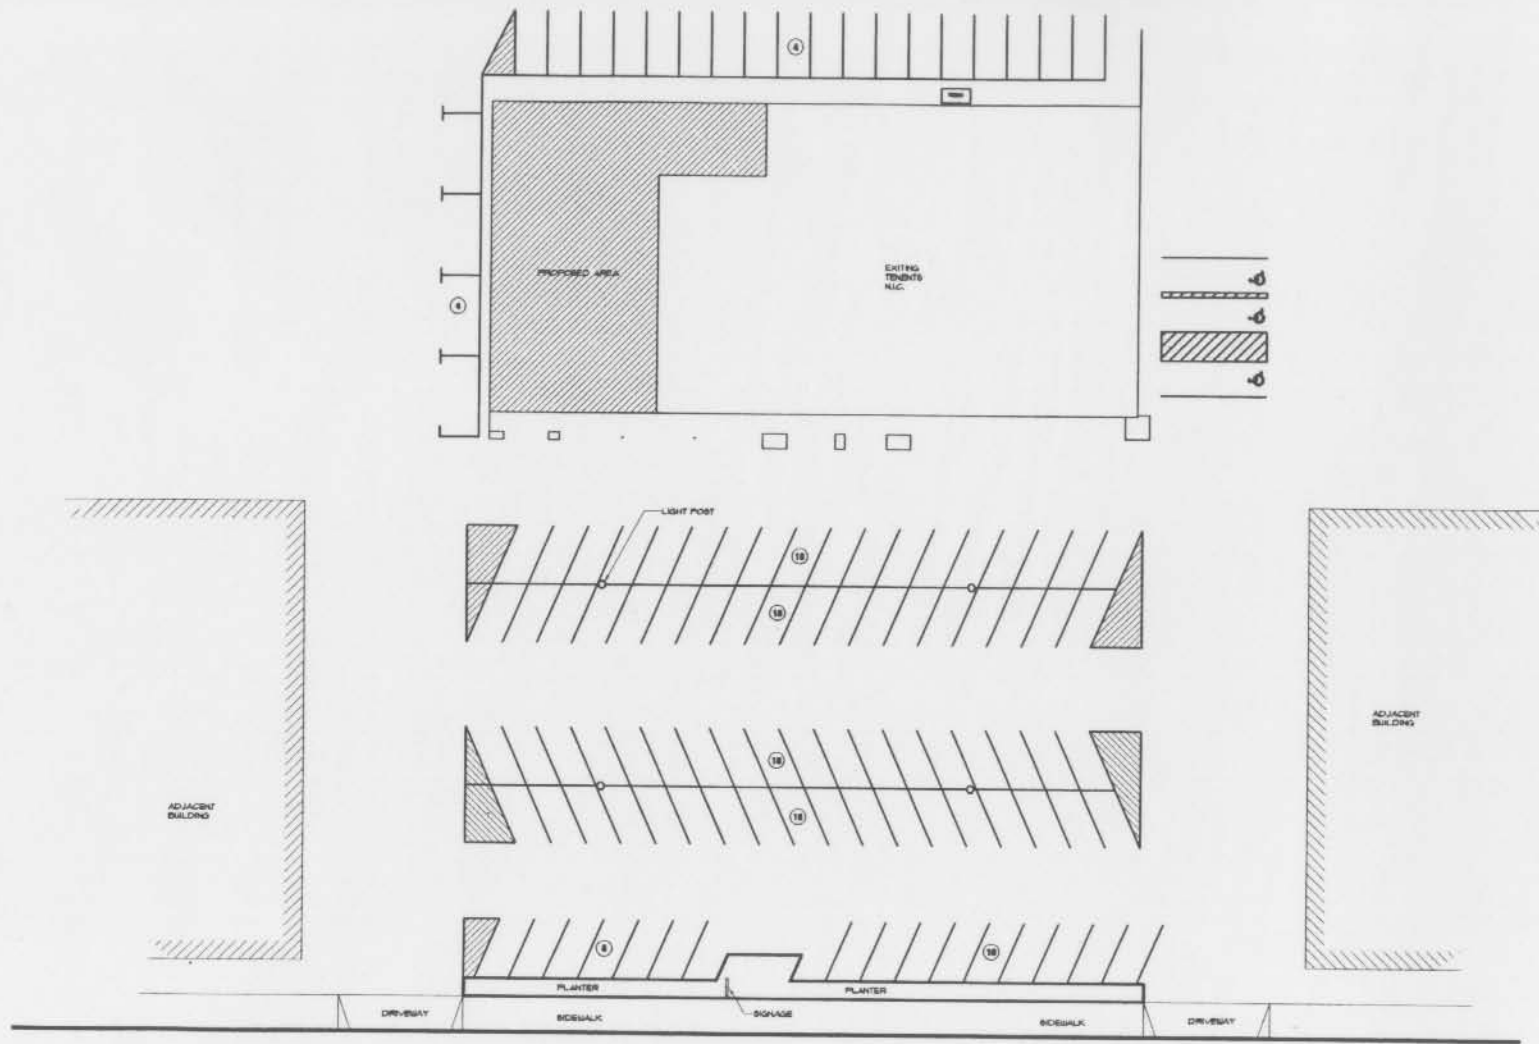 4
PROPOSED AREA
EXITING
TENENTS
N.I.C.
4
LIGHT POST
18
18
ADJACENT
BUILDING
18
18
ADJACENT
BUILDING
8
10
PLANTER
PLANTER
DRIVEWAY
SIDEWALK
SIGNAGE
SIDEWALK
DRIVEWAY